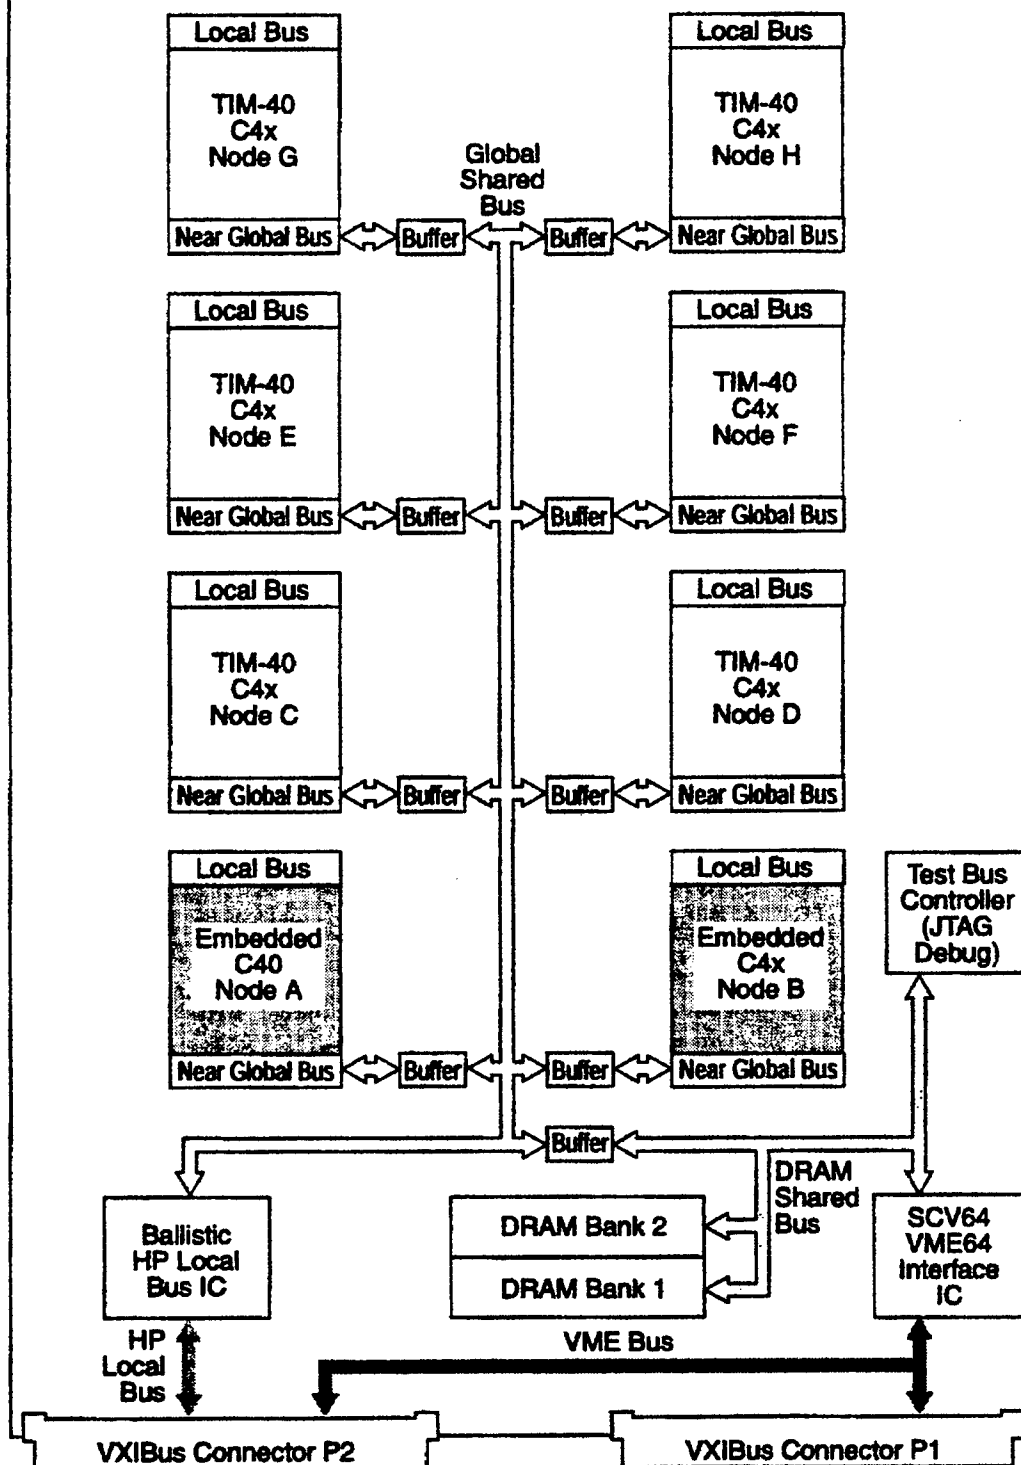 Local Bus
TIM-40
C4x
Node G
Near Global Bus
Buffer
Global
Shared
Bus
Buffer
Local Bus
TIM-40
C4x
Node H
Near Global Bus
Local Bus
TIM-40
C4x
Node E
Near Global Bus
Buffer
Buffer
Local Bus
TIM-40
C4x
Node F
Near Global Bus
Local Bus
TIM-40
C4x
Node C
Near Global Bus
Buffer
Buffer
Local Bus
TIM-40
C4x
Node D
Near Global Bus
Local Bus
Embedded
C40
Node A
Near Global Bus
Buffer
Buffer
Local Bus
Embedded
C4x
Node B
Near Global Bus
Test Bus
Controller
(JTAG
Debug)
Buffer
DRAM
Shared
Bus
Ballistic
HP Local
Bus IC
DRAM Bank 2
DRAM Bank 1
SCV64
VME64
Interface
IC
HP
Local
Bus
VME Bus
VXIBus Connector P2
VXIBus Connector P1